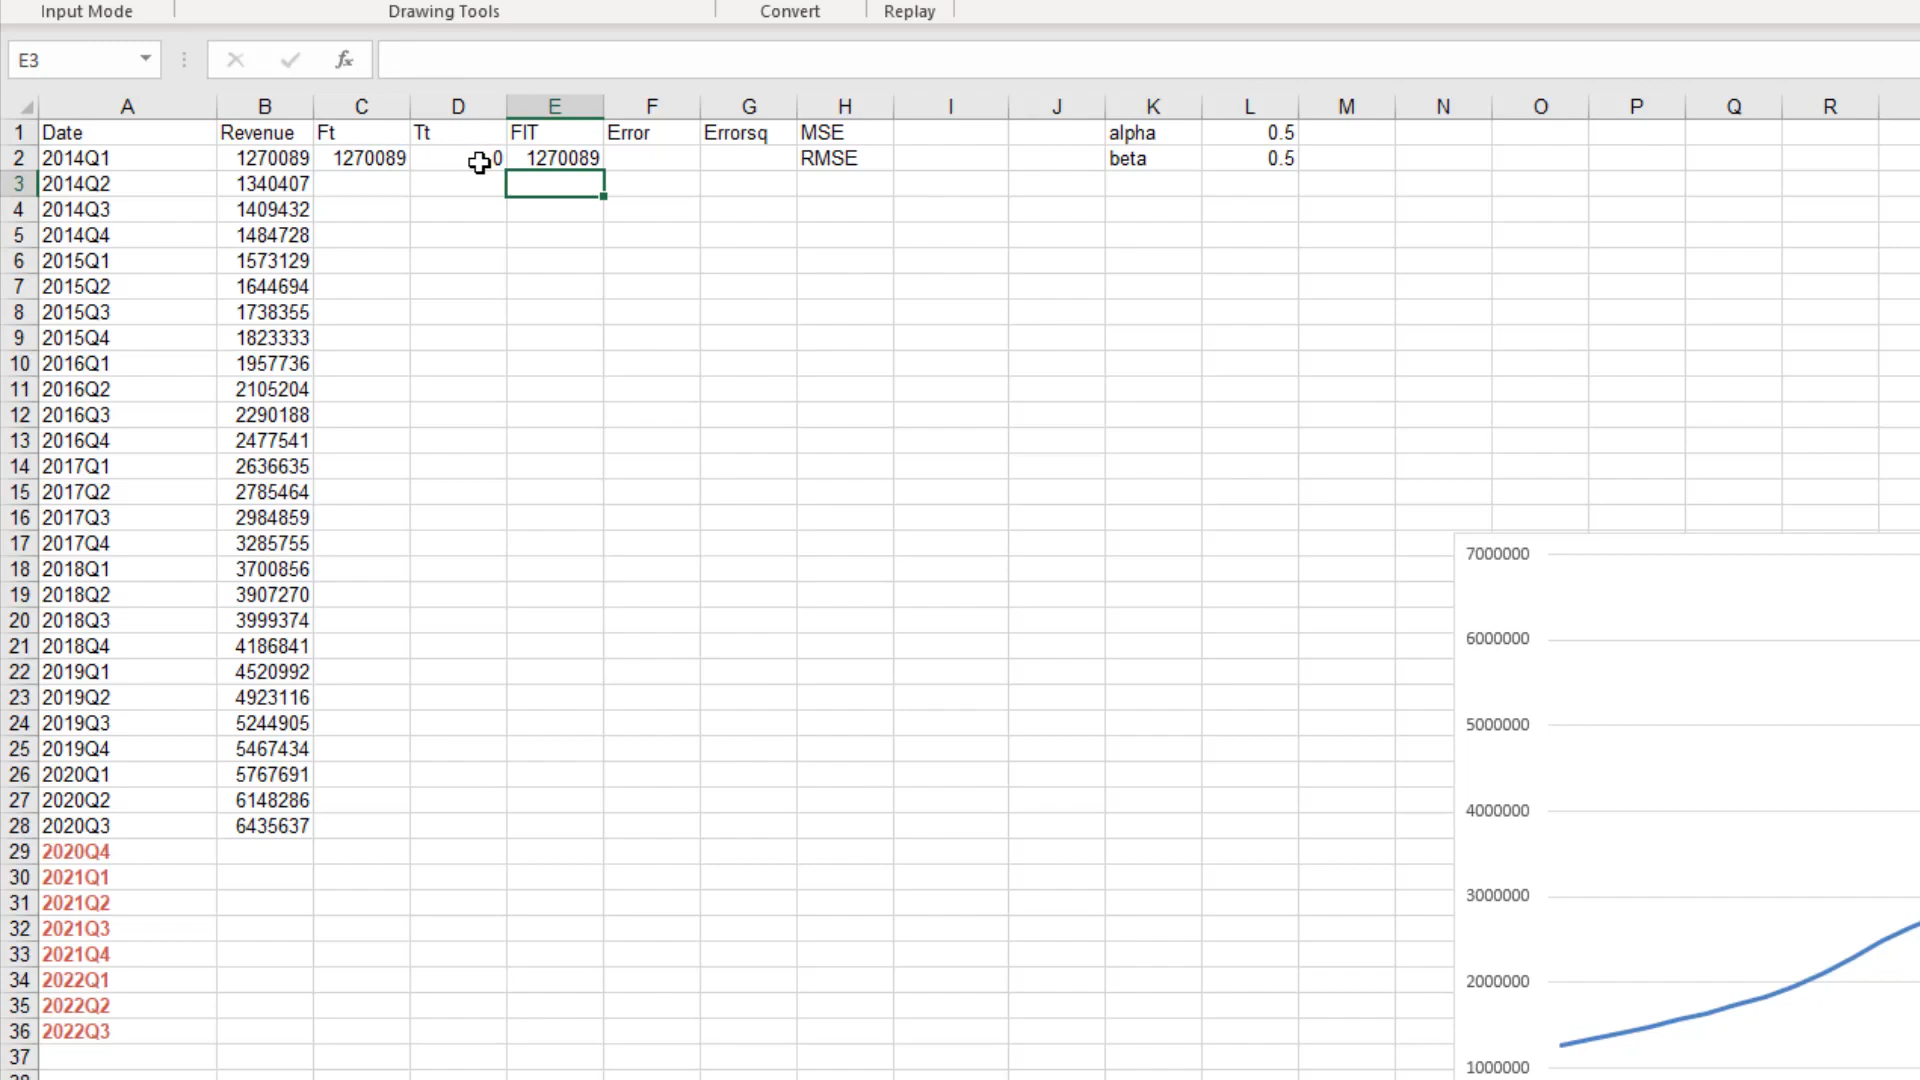 Input Mode Drawing Tools Convert Replay
E3 fx
A B C D E F G H I J K L M N O P Q R
1 Date Revenue Ft Tt FIT Error Errorsq MSE alpha 0.5
2 2014Q1 1270089 1270089 0 1270089 RMSE beta 0.5
3 2014Q2 1340407
4 2014Q3 1409432
5 2014Q4 1484728
6 2015Q1 1573129
7 2015Q2 1644694
8 2015Q3 1738355
9 2015Q4 1823333
10 2016Q1 1957736
11 2016Q2 2105204
12 2016Q3 2290188
13 2016Q4 2477541
14 2017Q1 2636635
15 2017Q2 2785464
16 2017Q3 2984859
17 2017Q4 3285755
18 2018Q1 3700856
19 2018Q2 3907270
20 2018Q3 3999374
21 2018Q4 4186841
22 2019Q1 4520992
23 2019Q2 4923116
24 2019Q3 5244905
25 2019Q4 5467434
26 2020Q1 5767691
27 2020Q2 6148286
28 2020Q3 6435637
29 2020Q4
30 2021Q1
31 2021Q2
32 2021Q3
33 2021Q4
34 2022Q1
35 2022Q2
36 2022Q3
37
7000000
6000000
5000000
4000000
3000000
2000000
1000000